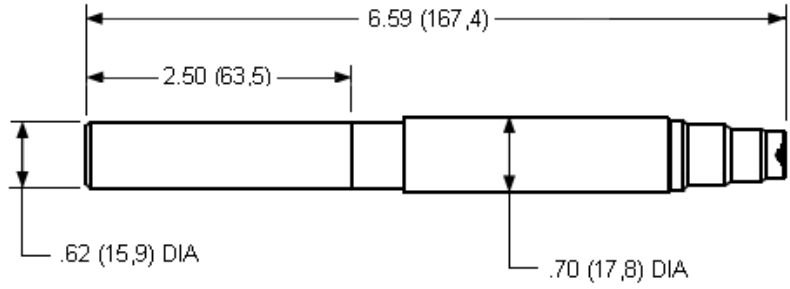 6.59 (167,4)
2.50 (63,5)
.62 (15,9) DIA
.70 (17,8) DIA